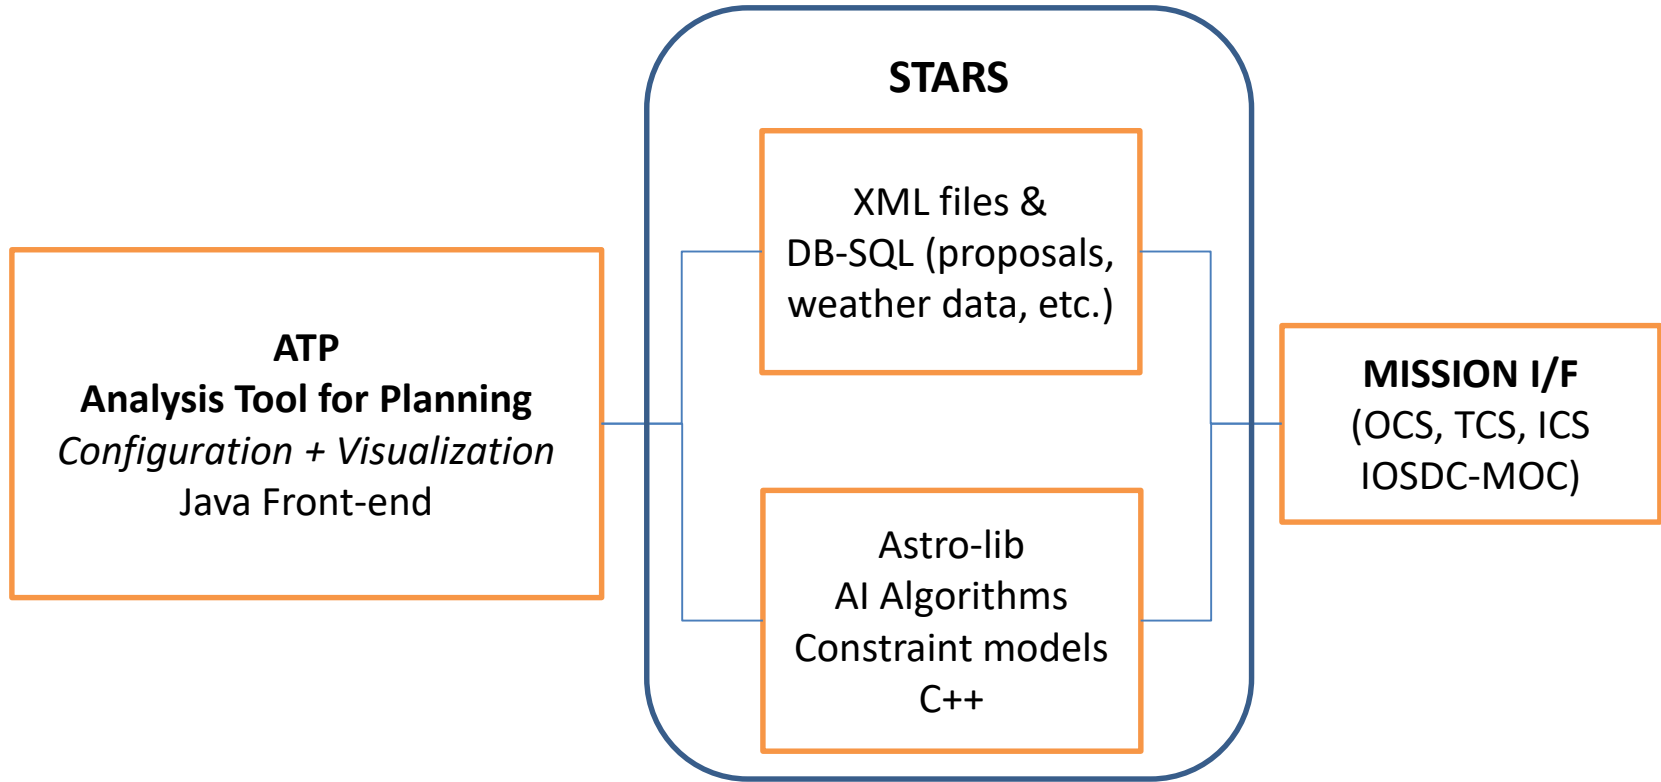 STARS
XML files &
DB-SQL (proposals,
weather data, etc.)
ATP
Analysis Tool for Planning
Configuration + Visualization
Java Front-end
MISSION I/F
(OCS, TCS, ICS
IOSDC-MOC)
Astro-lib
AI Algorithms
Constraint models
C++